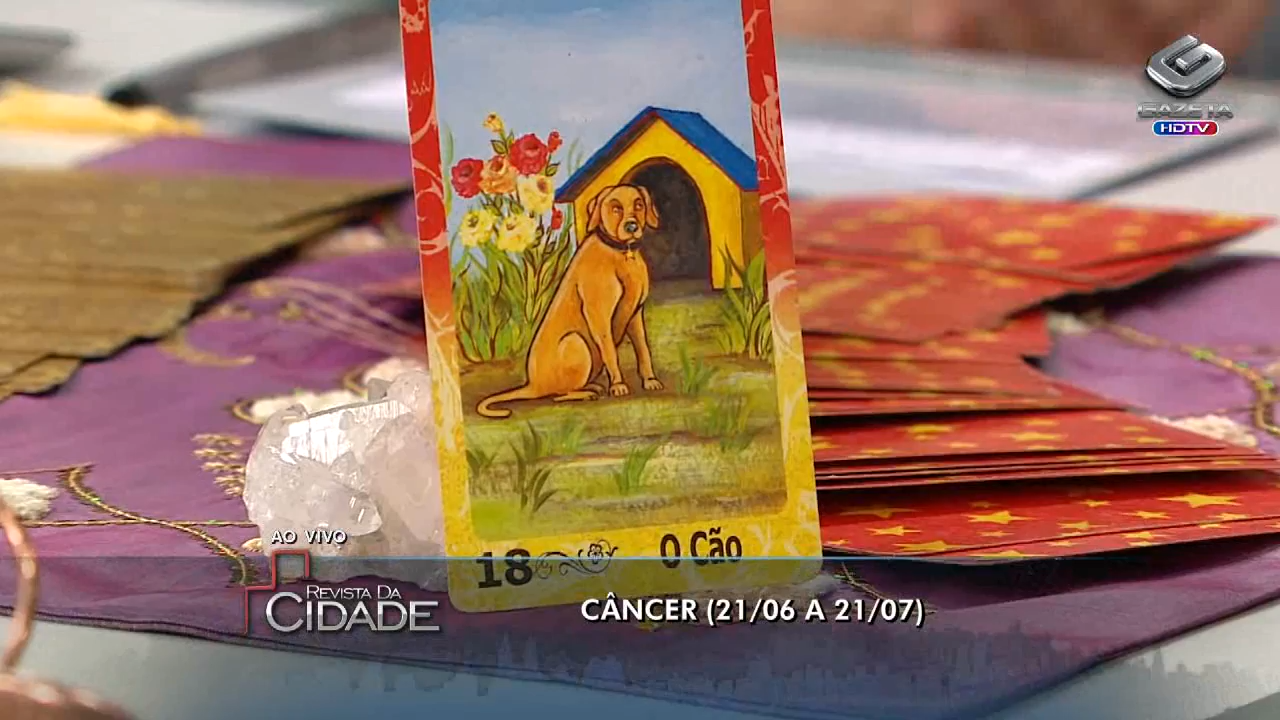 GAZETA
HDTV
18 O Cão
AO VIVO
REVISTA DA
CIDADE
CÂNCER (21/06 A 21/07)